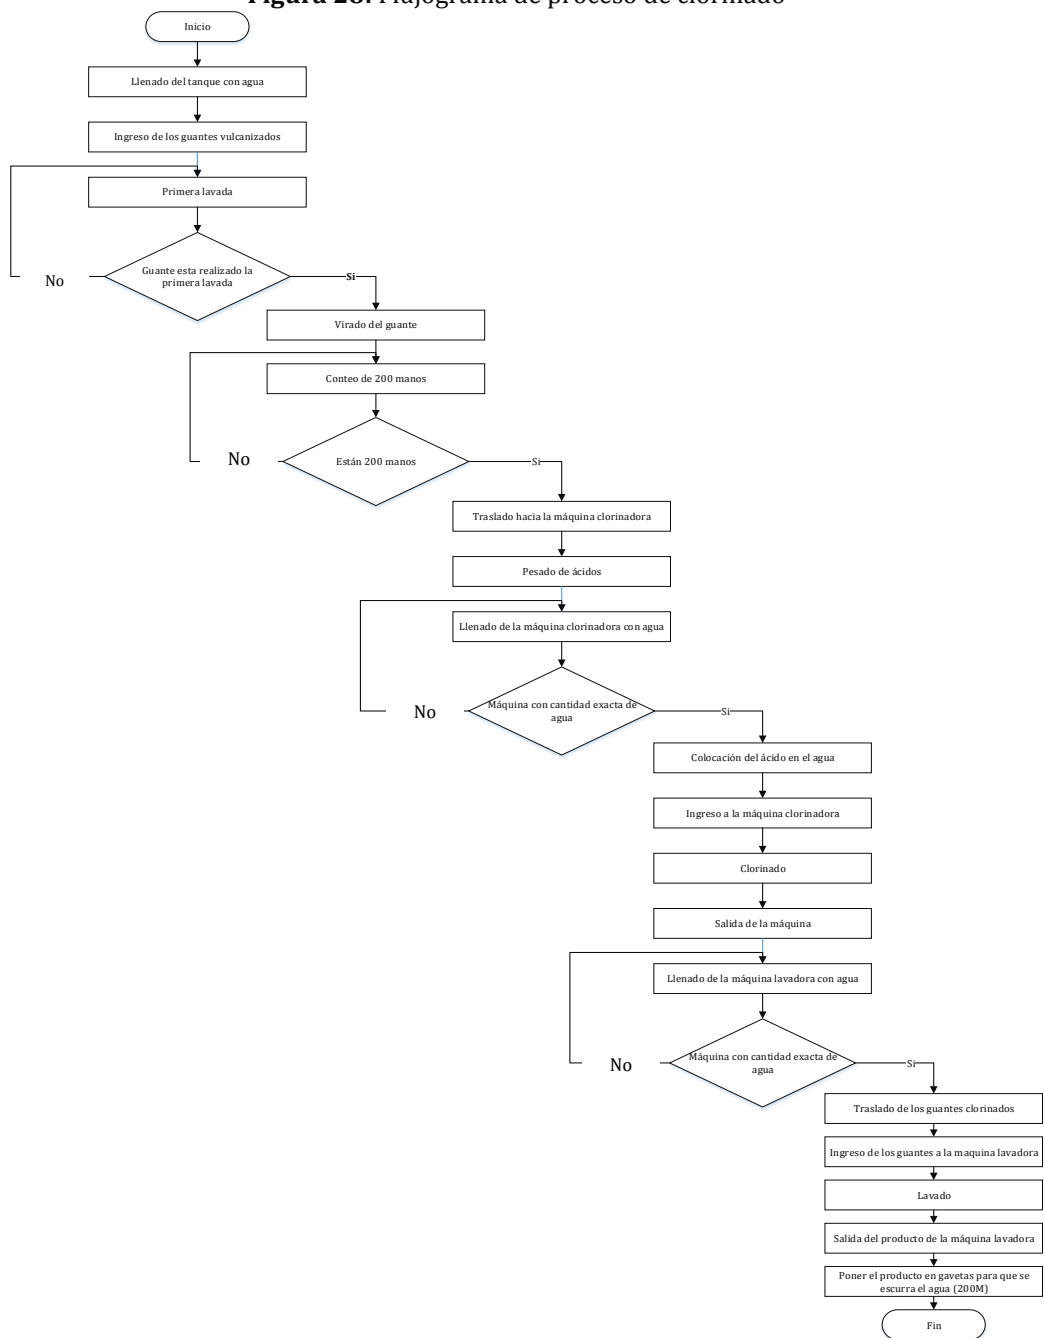 Figura 28. Flujograma de proceso de clorinado
Inicio
Llenado del tanque con agua
Ingreso de los guantes vulcanizados
Primera lavada
Guante esta realizado la
primera lavada
No
Si
Virado del guante
Conteo de 200 manos
Están 200 manos
No
Si
Traslado hacia la máquina clorinadora
Pesado de ácidos
Llenado de la máquina clorinadora con agua
Máquina con cantidad exacta de
agua
No
Si
Colocación del ácido en el agua
Ingreso a la máquina clorinadora
Clorinado
Salida de la máquina
Llenado de la máquina lavadora con agua
Máquina con cantidad exacta de
agua
No
Si
Traslado de los guantes clorinados
Ingreso de los guantes a la maquina lavadora
Lavado
Salida del producto de la máquina lavadora
Poner el producto en gavetas para que se
escurra el agua (200M)
Fin